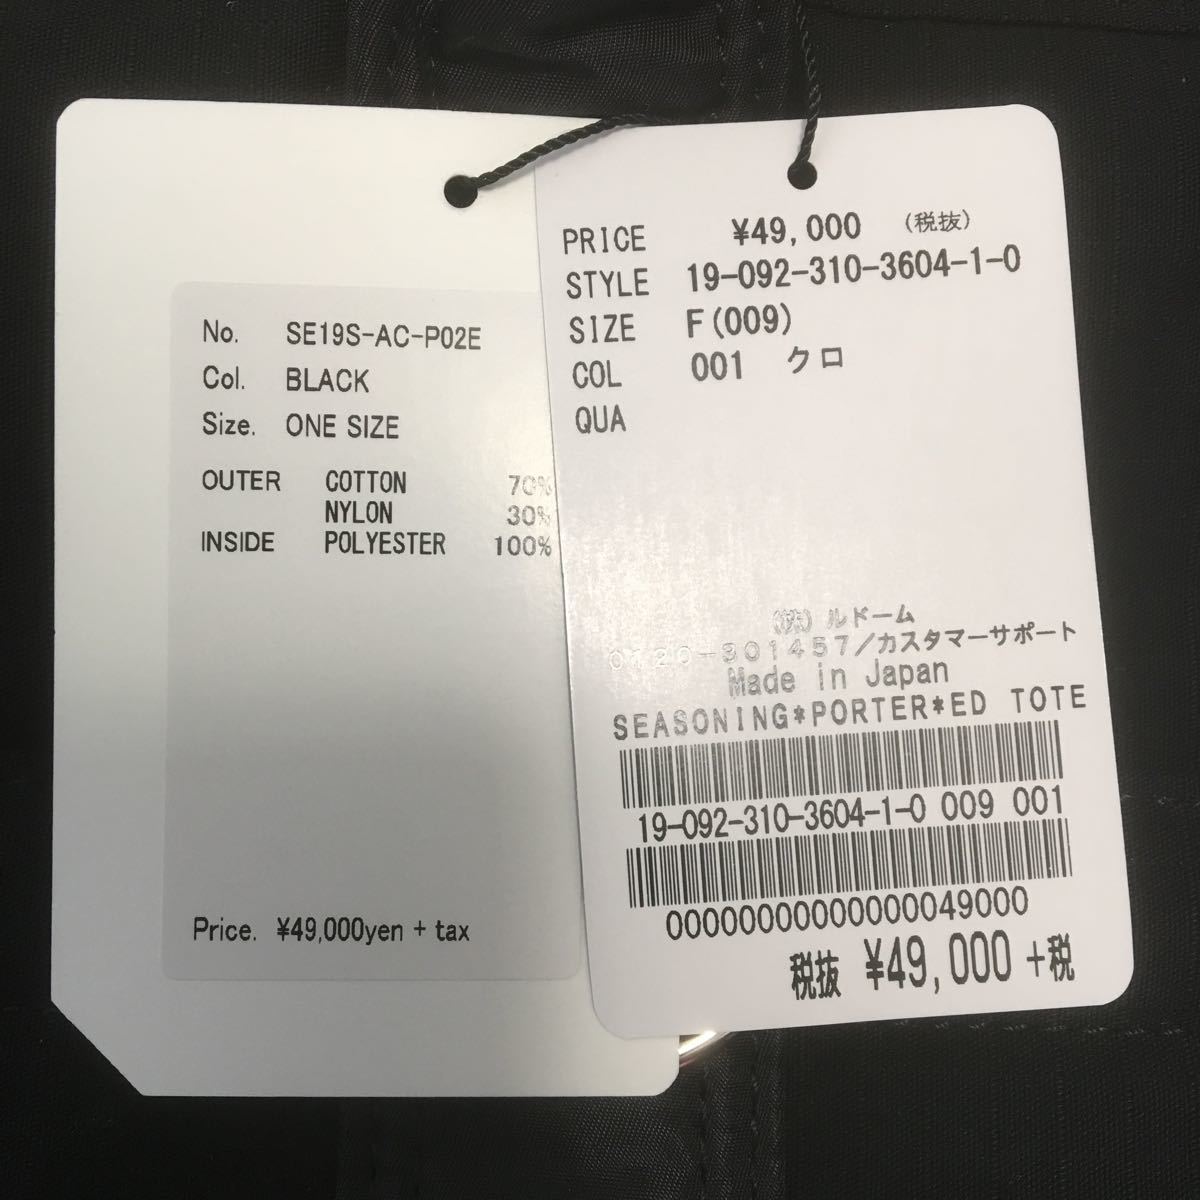 No. SE19S-AC-P02E
Col. BLACK
Size. ONE SIZE
OUTER COTTON 70%
NYLON 30%
INSIDE POLYESTER 100%
Price. ¥49,000yen + tax
PRICE ¥49,000 (税抜)
STYLE 19-092-310-3604-1-0
SIZE F(009)
COL 001 クロ
QUA
(株) ルドーム
0120-301457/カスタマーサポート
Made in Japan
SEASONING*PORTER*ED TOTE
19-092-310-3604-1-0 009 001
0000000000000049000
税抜 ¥49,000 +税